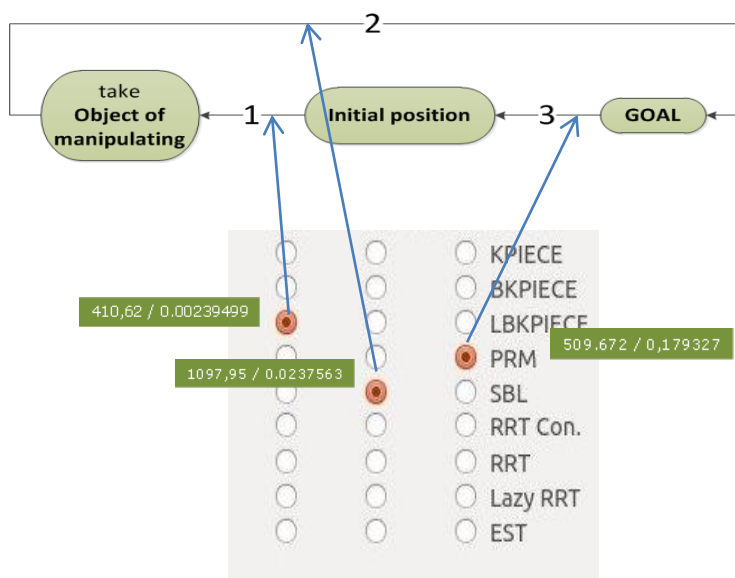 2
take
Object of
manipulating
1
Initial position
3
GOAL
KPIECE
BKPIECE
410,62 / 0.00239499
LBKPIECE
509.672 / 0,179327
PRM
1097,95 / 0.0237563
SBL
RRT Con.
RRT
Lazy RRT
EST